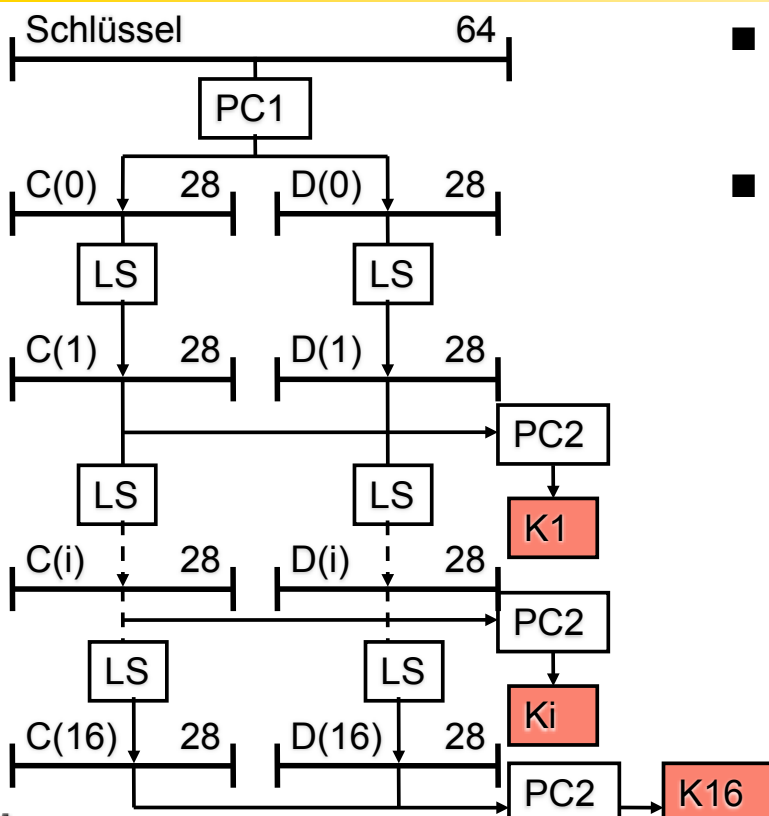 Schlüssel 64
PC1
C(0) 28 D(0) 28
LS LS
C(1) 28 D(1) 28
PC2
LS LS
K1
C(i) 28 D(i) 28
PC2
LS LS
Ki
C(16) 28 D(16) 28
PC2 K16